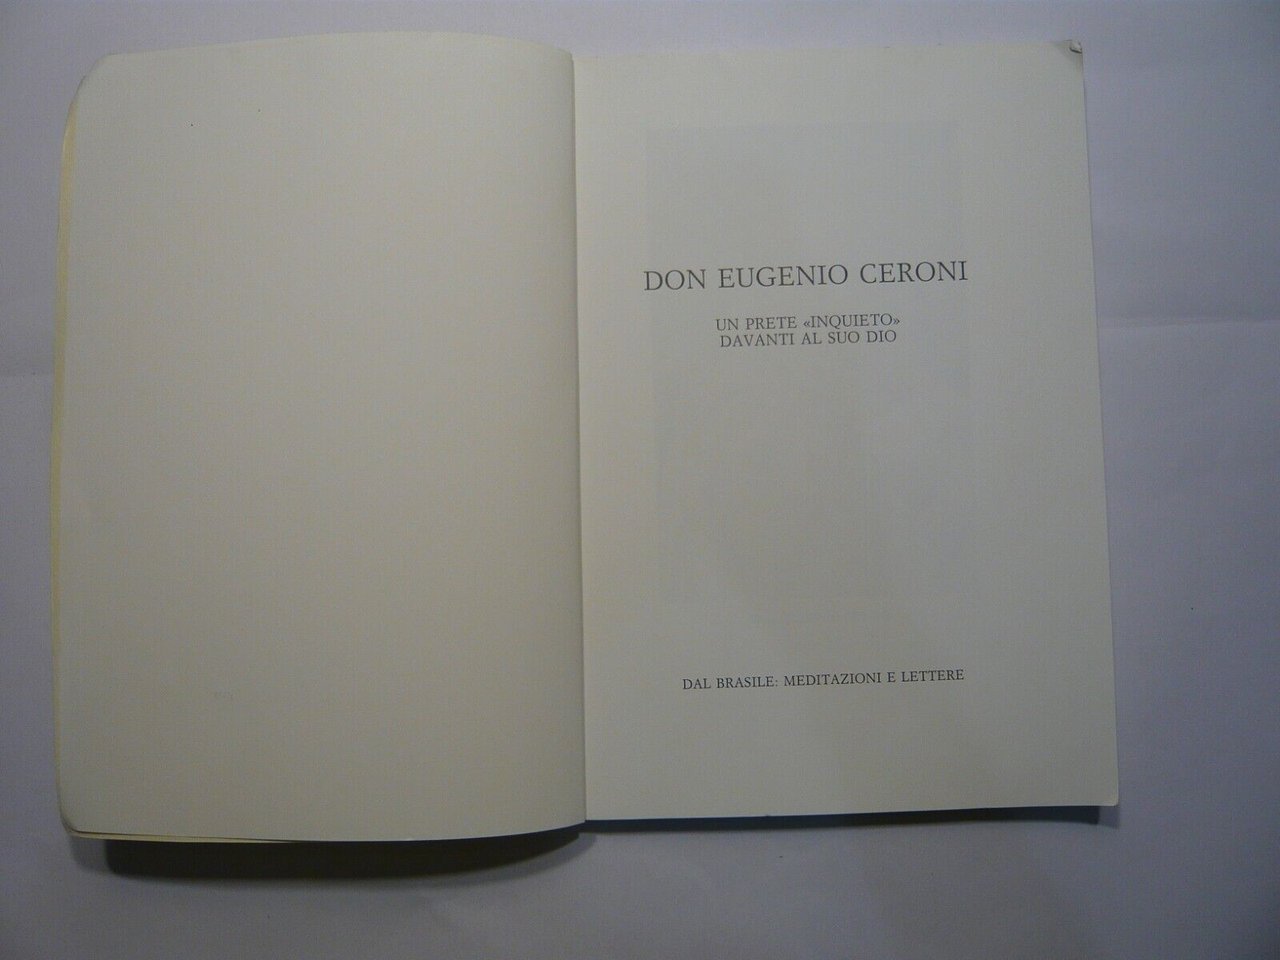 DON EUGENIO CERONI
UN PRETE «INQUIETO»
DAVANTI AL SUO DIO
DAL BRASILE: MEDITAZIONI E LETTERE